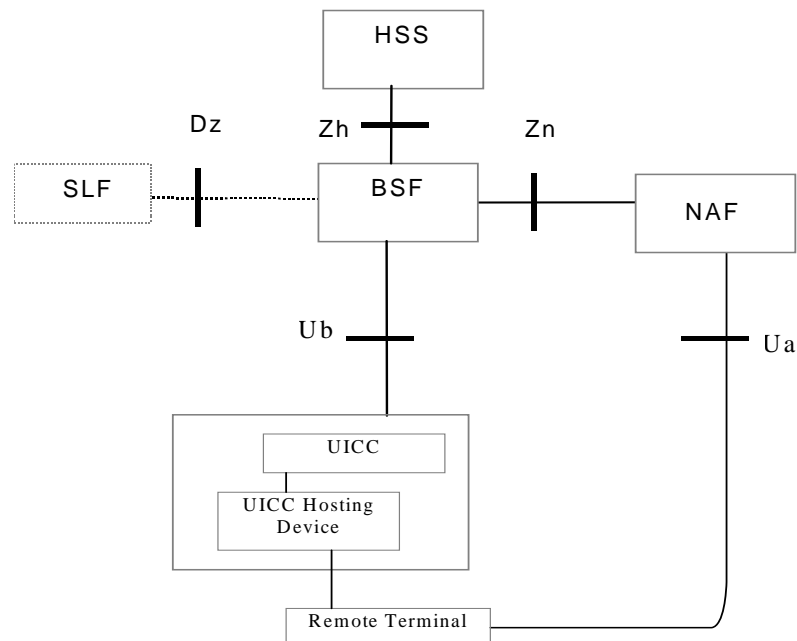 HSS
Dz
Zh
Zn
SLF
BSF
NAF
Ub
Ua
UICC
UICC Hosting
Device
Remote Terminal